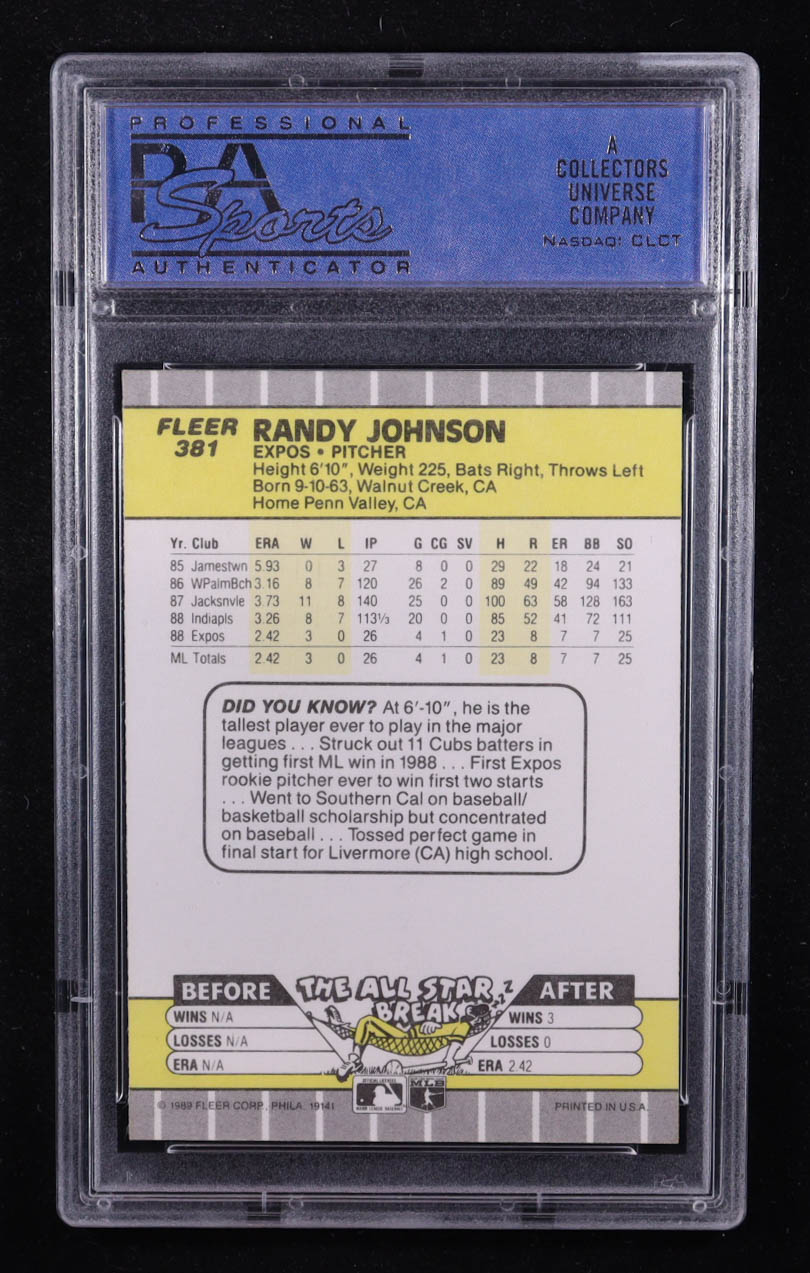 PROFESSIONAL
PSA
Sports
AUTHENTICATOR
A
COLLECTORS
UNIVERSE
COMPANY
NASDAQ: CLCT
FLEER
381
RANDY JOHNSON
EXPOS • PITCHER
Height 6'10", Weight 225, Bats Right, Throws Left
Born 9-10-63, Walnut Creek, CA
Home Penn Valley, CA
Yr. Club ERA W L IP G CG SV H R ER BB SO
85 Jamestwn 5.93 0 3 27 8 0 0 29 22 18 24 21
86 WPalmBch 3.16 8 7 120 26 2 0 89 49 42 94 133
87 Jacksnvle 3.73 11 8 140 25 0 0 100 63 58 128 163
88 Indiapls 3.26 8 7 113⅓ 20 0 0 85 52 41 72 111
88 Expos 2.42 3 0 26 4 1 0 23 8 7 7 25
ML Totals 2.42 3 0 26 4 1 0 23 8 7 7 25
DID YOU KNOW? At 6'-10", he is the
tallest player ever to play in the major
leagues . . . Struck out 11 Cubs batters in
getting first ML win in 1988 . . . First Expos
rookie pitcher ever to win first two starts
. . . Went to Southern Cal on baseball/
basketball scholarship but concentrated
on baseball . . . Tossed perfect game in
final start for Livermore (CA) high school.
BEFORE THE ALL STAR BREAK zzZ AFTER
WINS N/A WINS 3
LOSSES N/A LOSSES 0
ERA N/A ERA 2.42
© 1989 FLEER CORP., PHILA. 19141 MLB PRINTED IN U.S.A.